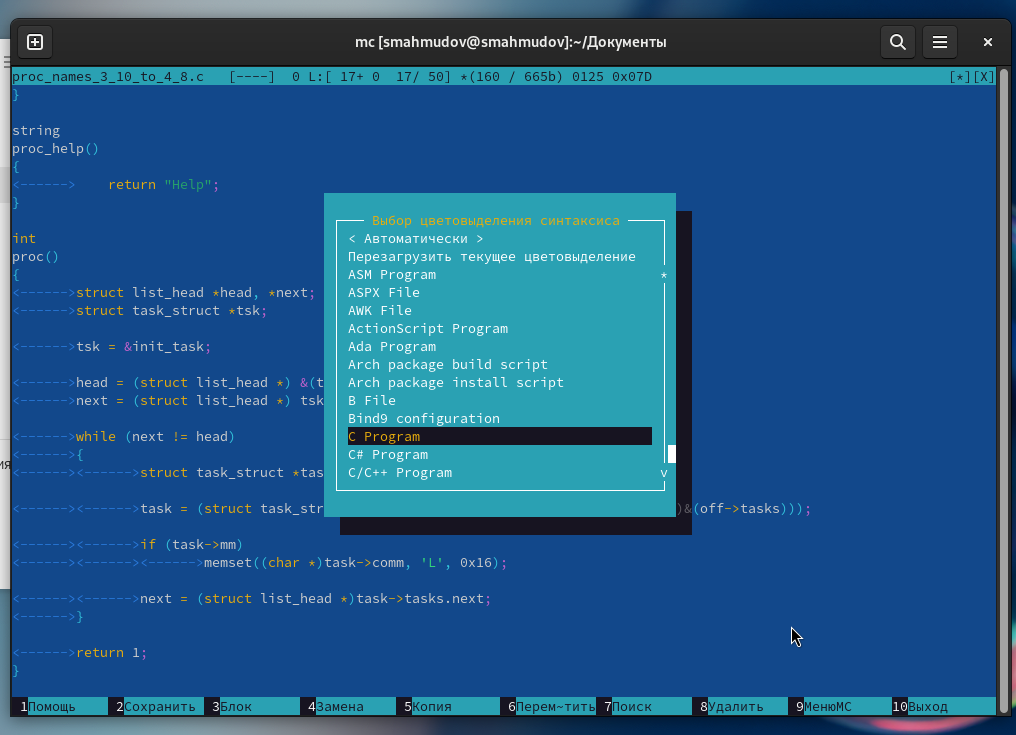 mc [smahmudov@smahmudov]:~/Документы
proc_names_3_10_to_4_8.c [----] 0 L:[ 17+ 0 17/ 50] *(160 / 665b) 0125 0x07D [*][X]
}
string
proc_help()
{
<------> return "Help";
}
int
proc()
{
<------>struct list_head *head, *next;
<------>struct task_struct *tsk;
<------>tsk = &init_task;
<------>head = (struct list_head *) &(t
<------>next = (struct list_head *) tsk
<------>while (next != head)
<------>{
<------><------>struct task_struct *tas
<------><------>task = (struct task_str )&(off->tasks)));
<------><------>if (task->mm)
<------><------><------>memset((char *)task->comm, 'L', 0x16);
<------><------>next = (struct list_head *)task->tasks.next;
<------>}
<------>return 1;
}
Выбор цветовыделения синтаксиса
< Автоматически >
Перезагрузить текущее цветовыделение
ASM Program *
ASPX File
AWK File
ActionScript Program
Ada Program
Arch package build script
Arch package install script
B File
Bind9 configuration
C Program
C# Program
C/C++ Program v
1Помощь 2Сохранить 3Блок 4Замена 5Копия 6Перем~тить 7Поиск 8Удалить 9МенюMC 10Выход